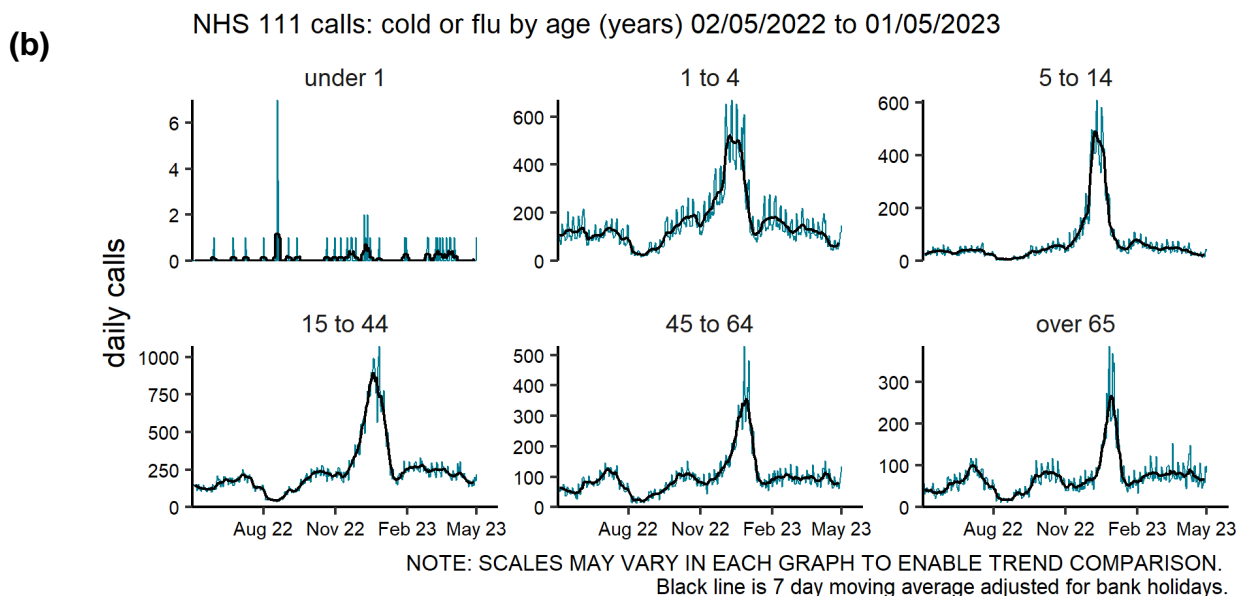 (b)
NHS 111 calls: cold or flu by age (years) 02/05/2022 to 01/05/2023
daily calls
under 1
6
4
2
0
1 to 4
600
400
200
0
5 to 14
600
400
200
0
15 to 44
1000
750
500
250
0
Aug 22 Nov 22 Feb 23 May 23
45 to 64
500
400
300
200
100
0
Aug 22 Nov 22 Feb 23 May 23
over 65
300
200
100
0
Aug 22 Nov 22 Feb 23 May 23
NOTE: SCALES MAY VARY IN EACH GRAPH TO ENABLE TREND COMPARISON.
Black line is 7 day moving average adjusted for bank holidays.